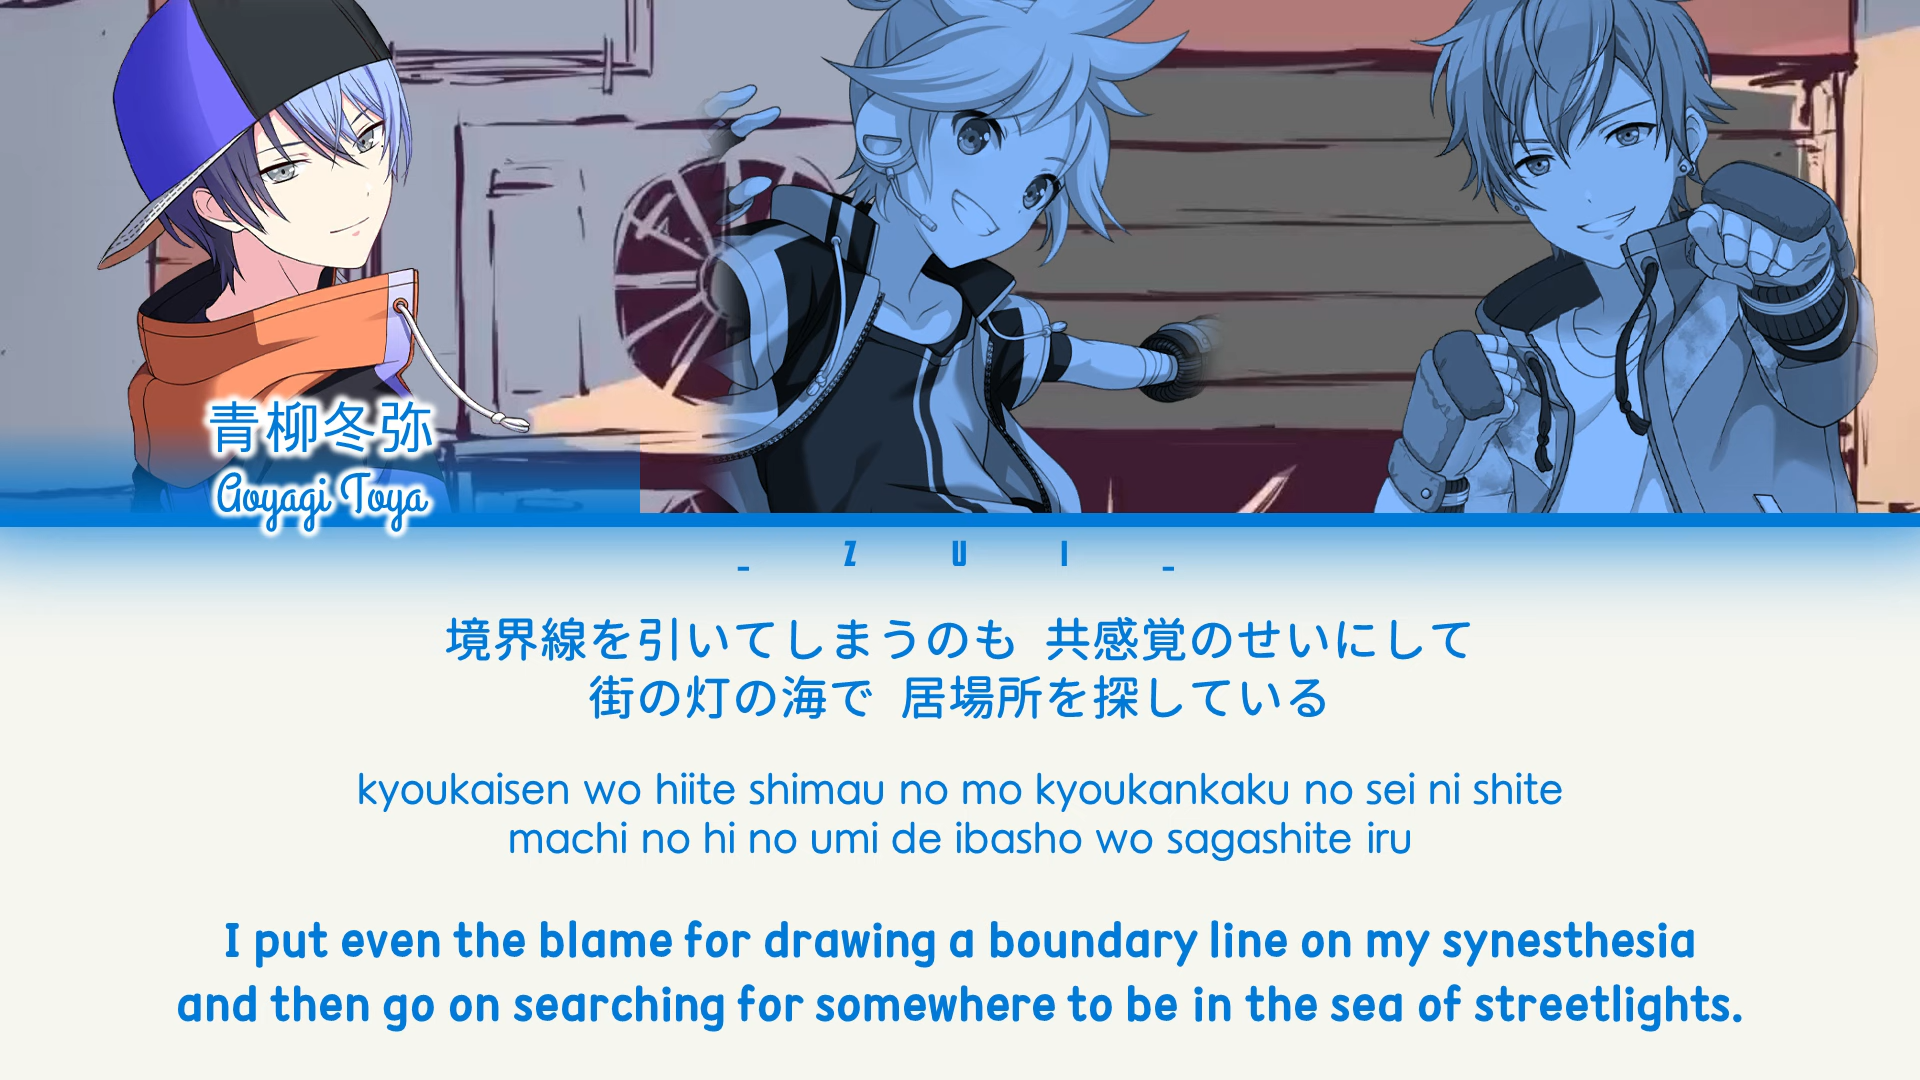 青柳冬弥
Aoyagi Toya
_ Z U I _
境界線を引いてしまうのも 共感覚のせいにして
街の灯の海で 居場所を探している
kyoukaisen wo hiite shimau no mo kyoukankaku no sei ni shite
machi no hi no umi de ibasho wo sagashite iru
I put even the blame for drawing a boundary line on my synesthesia
and then go on searching for somewhere to be in the sea of streetlights.